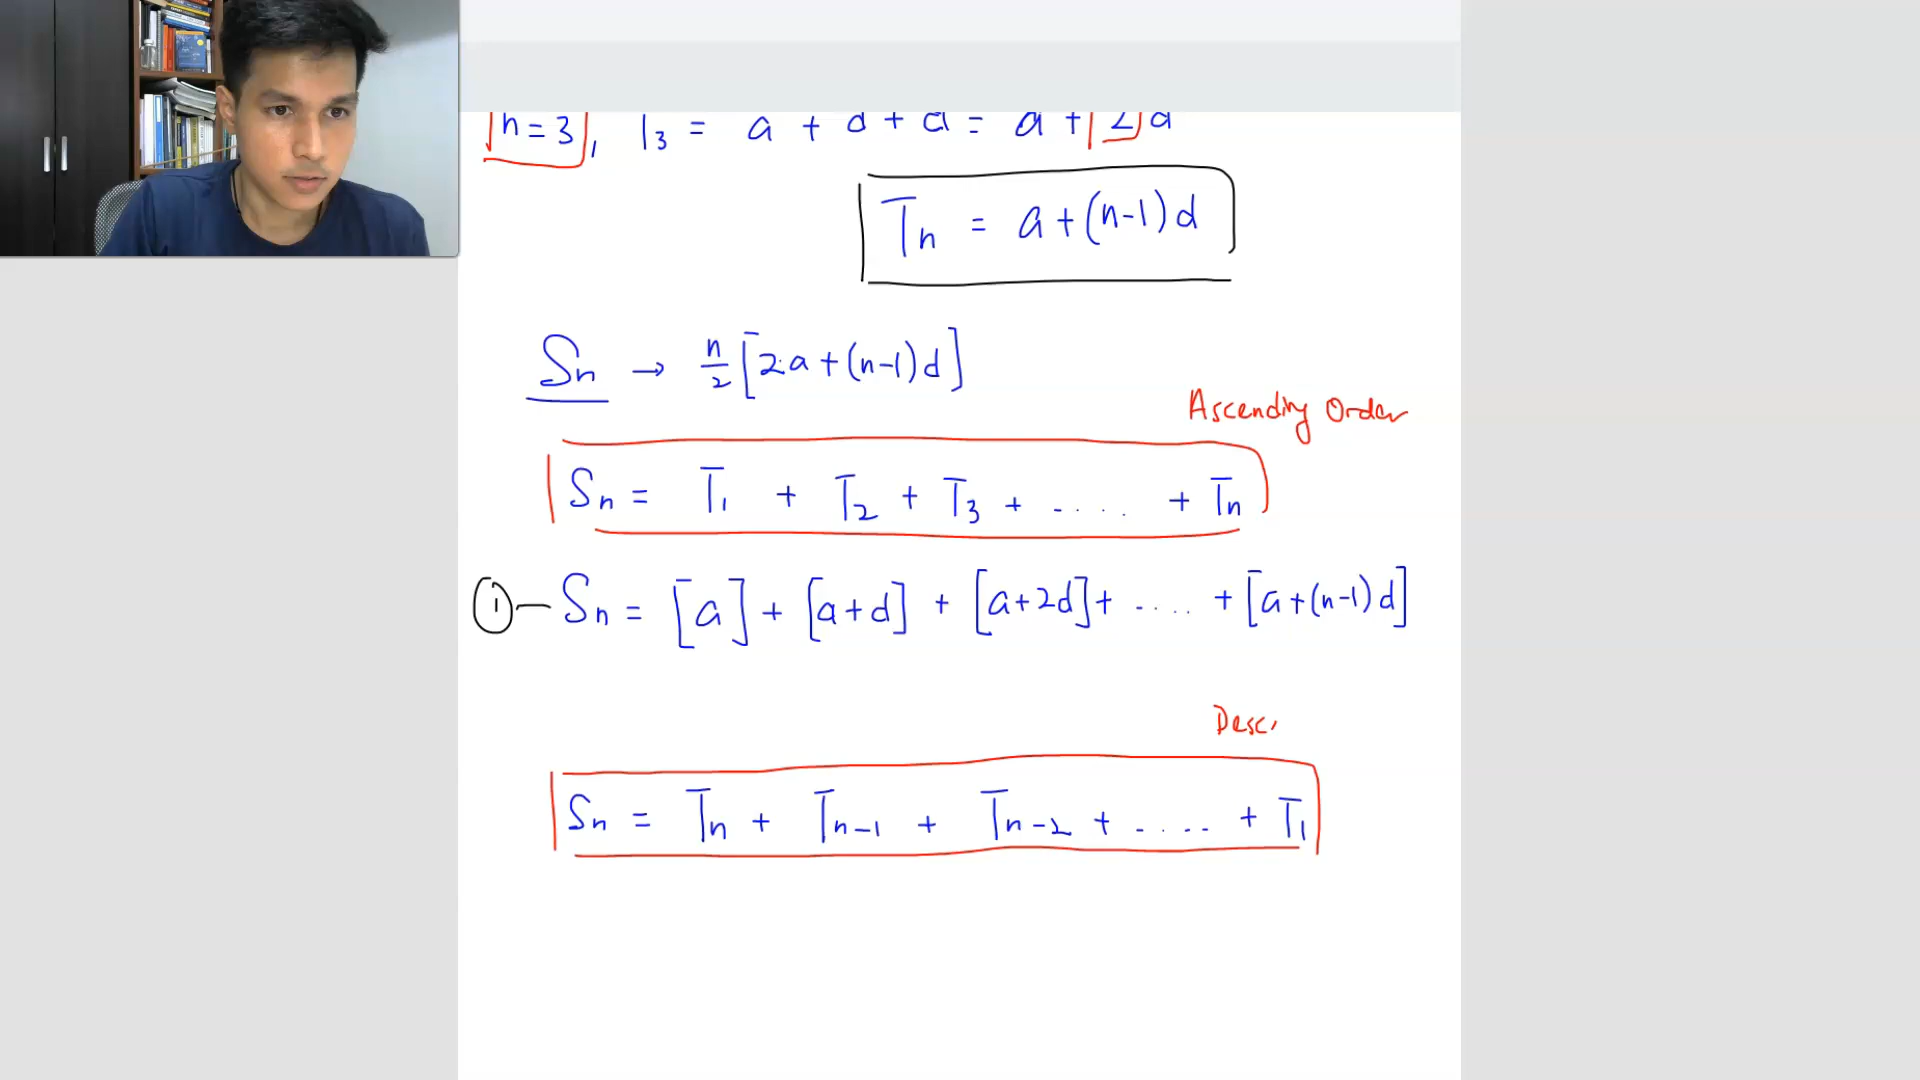 n=3, T3 = a + d + d = a + 2d
Tn = a+(n-1)d
Sn → n/2 [2a+(n-1)d]
Ascending Order
Sn = T1 + T2 + T3 + .... + Tn
① — Sn = [a] + [a+d] + [a+2d] + .... + [a+(n-1)d]
Desc.
Sn = Tn + Tn-1 + Tn-2 + .... + T1